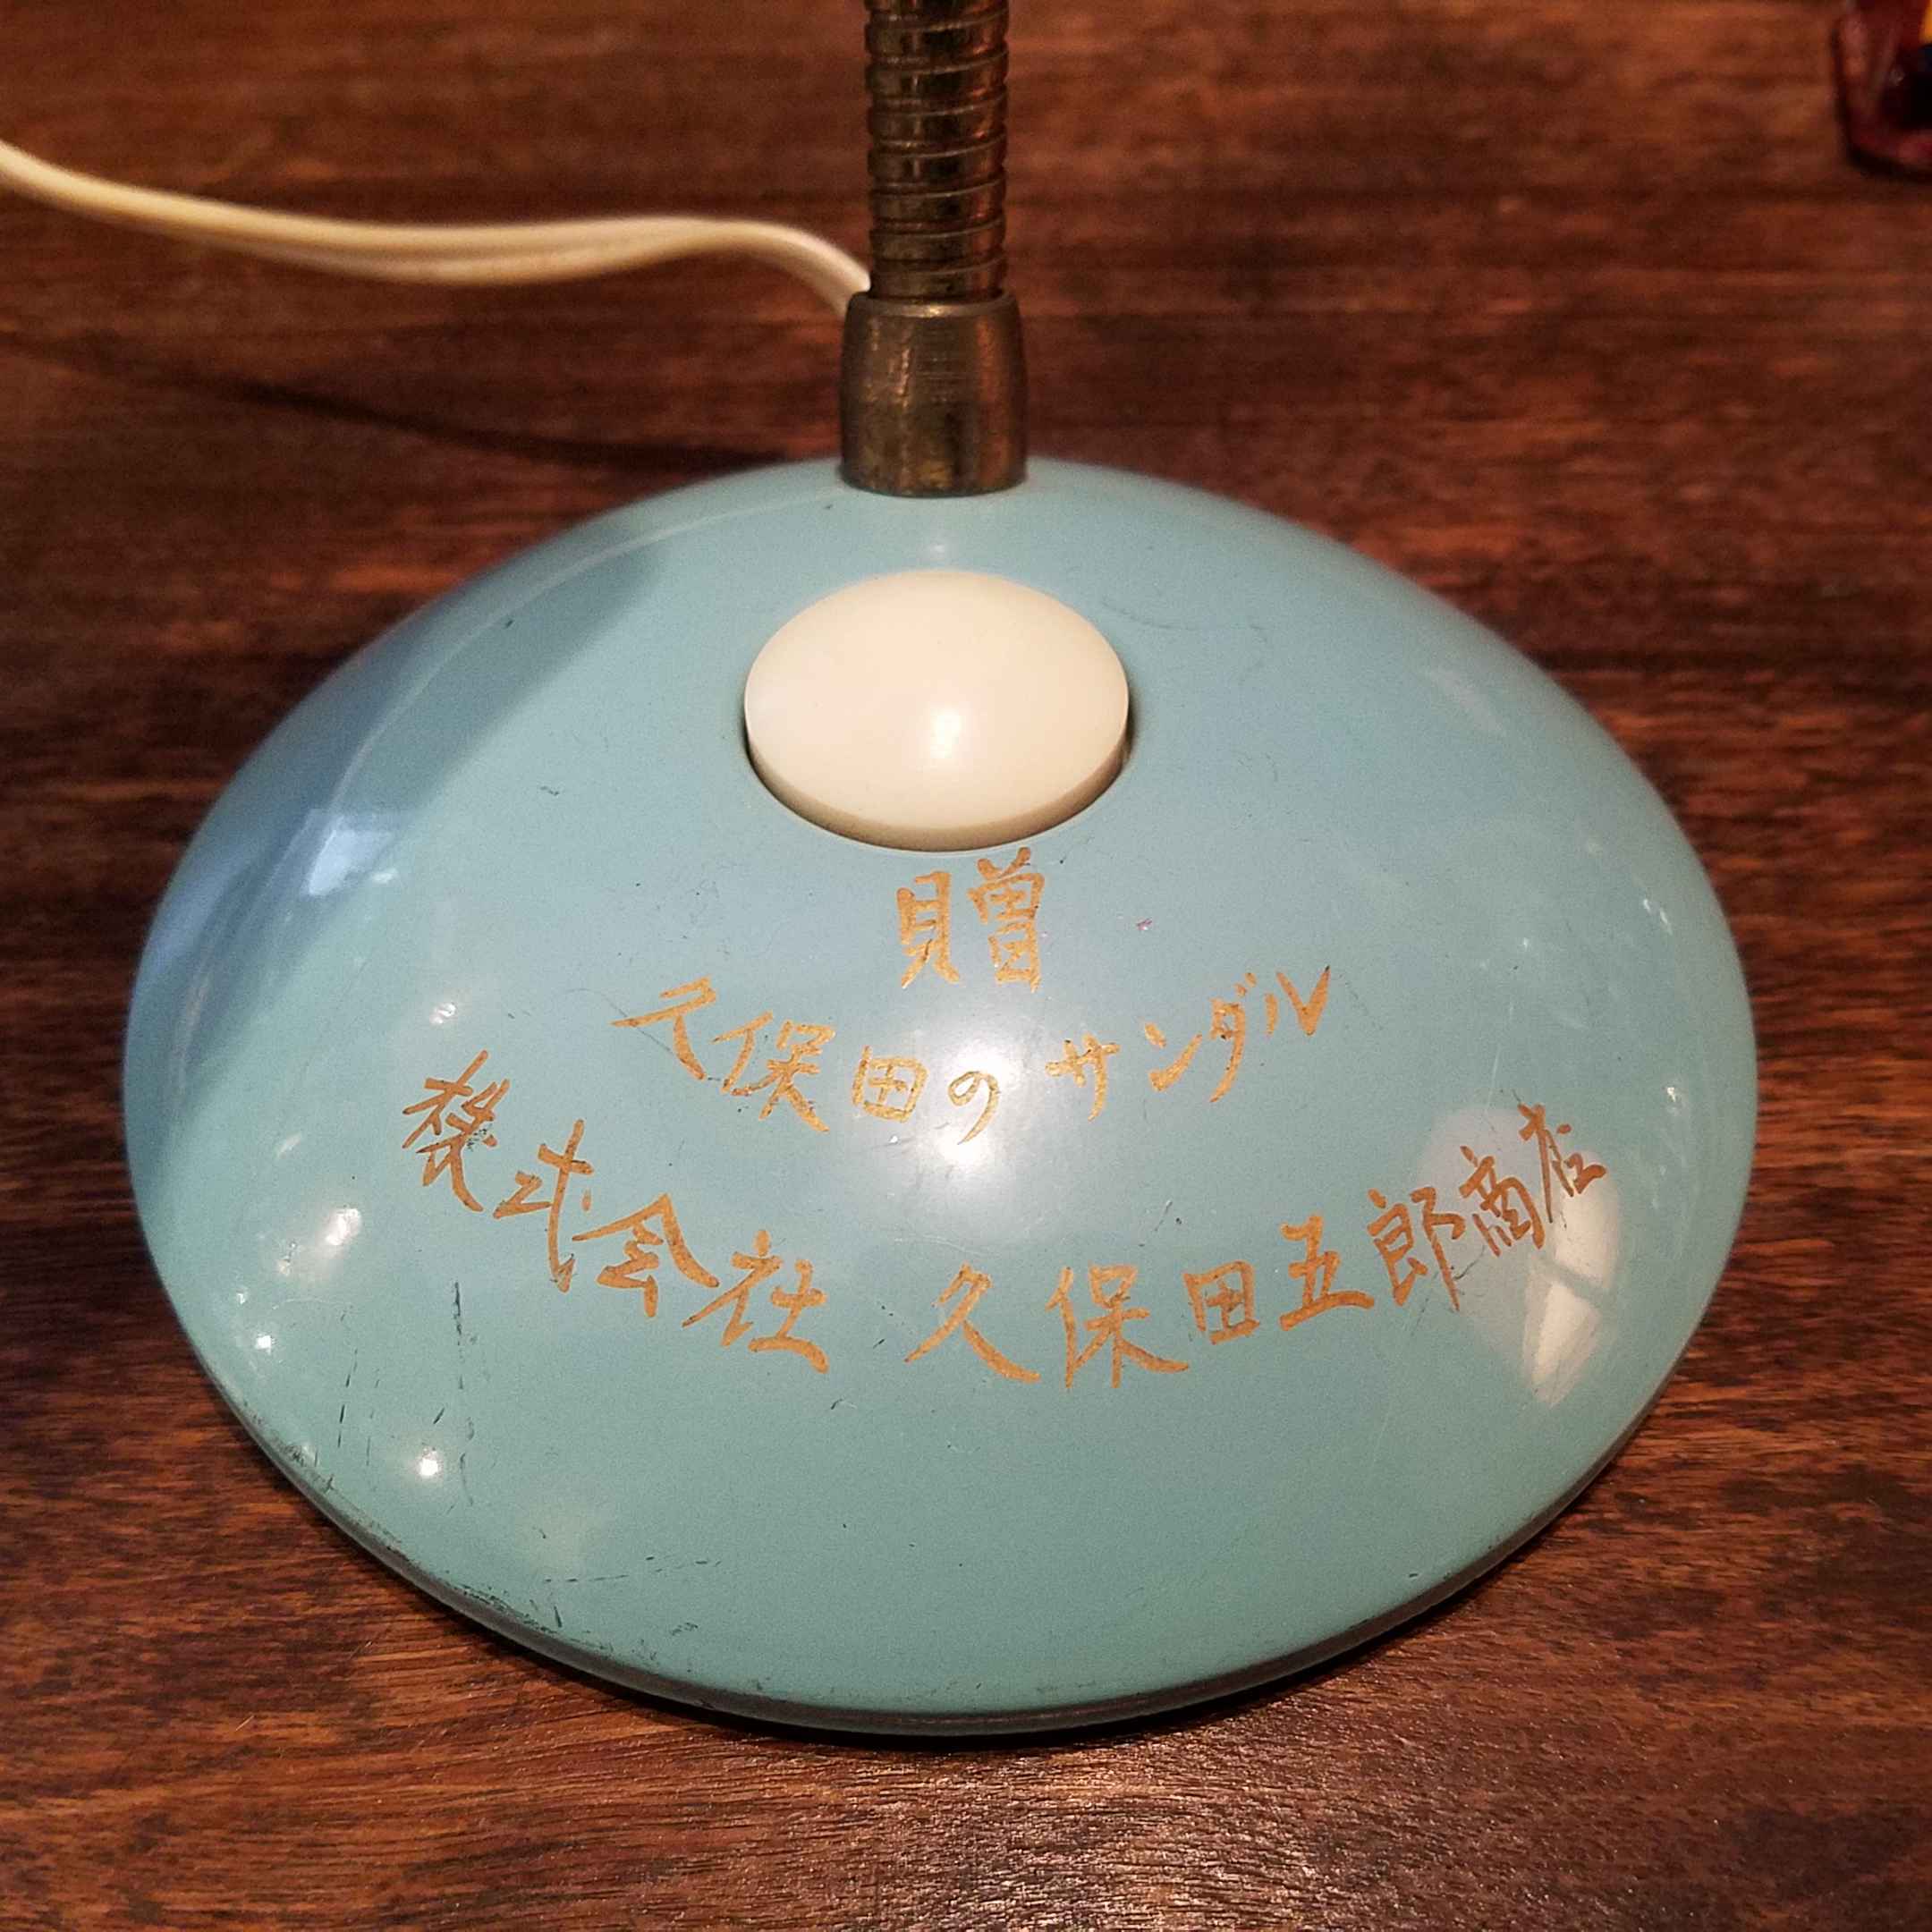 贈
久保田のサンダル
株式会社 久保田五郎商店